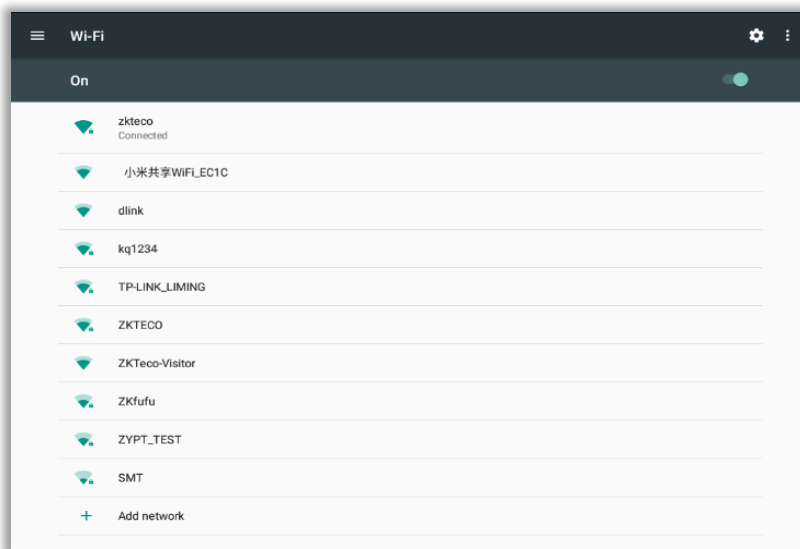 Wi-Fi
On
zkteco
Connected
小米共享WiFi_EC1C
dlink
kq1234
TP-LINK_LIMING
ZKTECO
ZKTeco-Visitor
ZKfufu
ZYPT_TEST
SMT
Add network